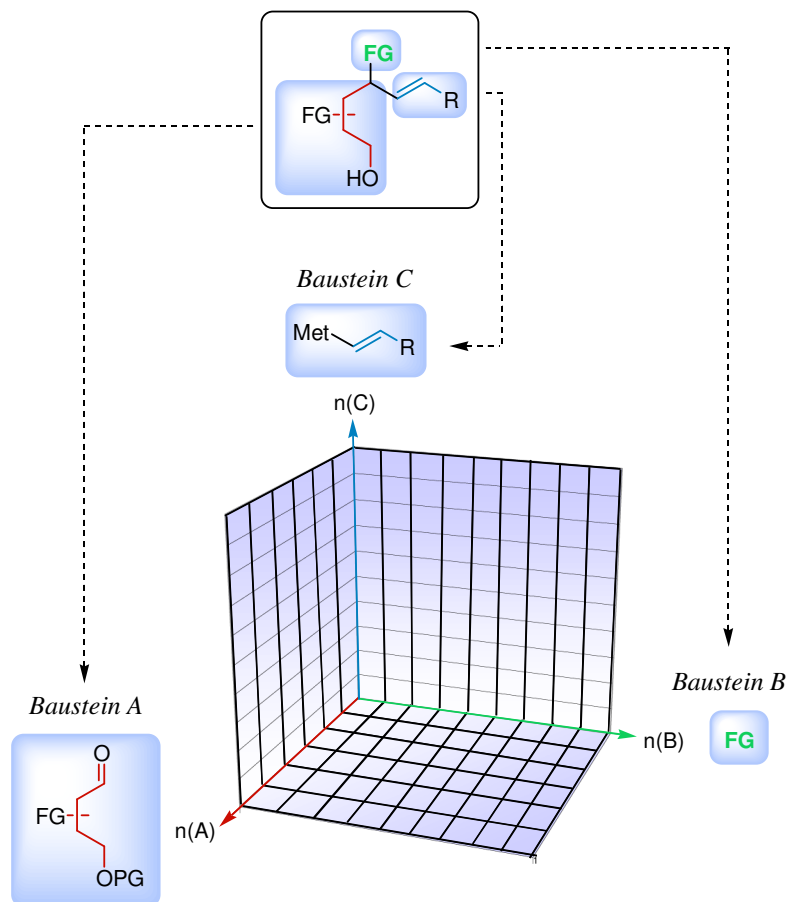 FG
FG
R
HO
Baustein C
Met
R
n(C)
Baustein B
FG
n(B)
Baustein A
O
FG
OPG
n(A)